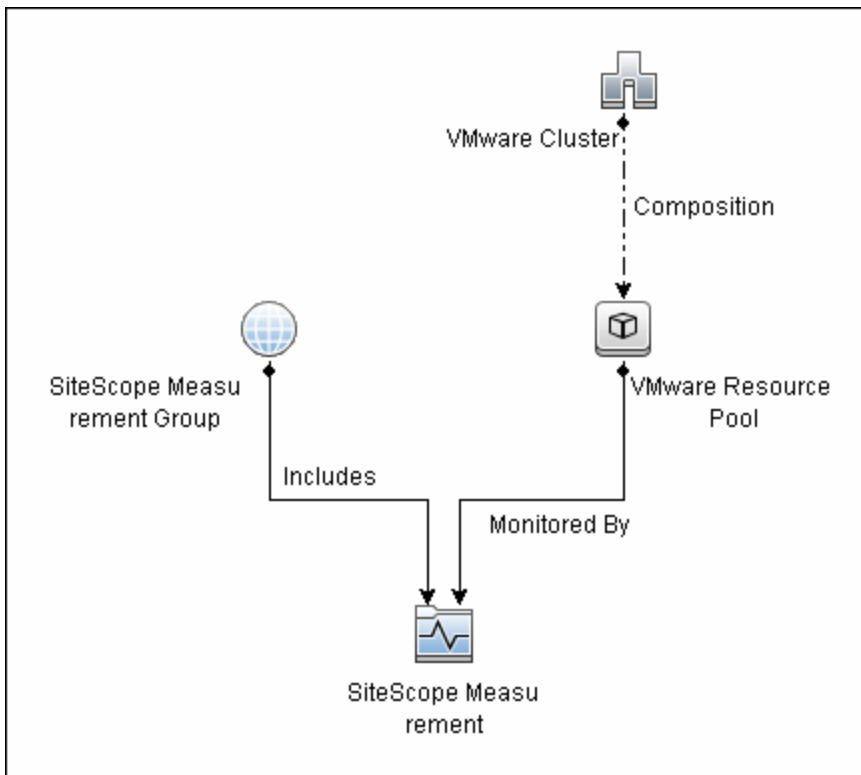 VMware Cluster
Composition
SiteScope Measu
rement Group
VMware Resource
Pool
Includes
Monitored By
SiteScope Measu
rement